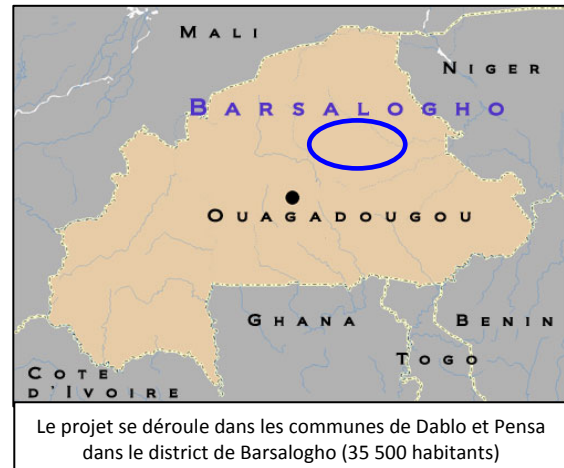 MALI
NIGER
BARSALOGHO
OUAGADOUGOU
GHANA
BENIN
TOGO
COTE
D'IVOIRE
Le projet se déroule dans les communes de Dablo et Pensa
dans le district de Barsalogho (35 500 habitants)